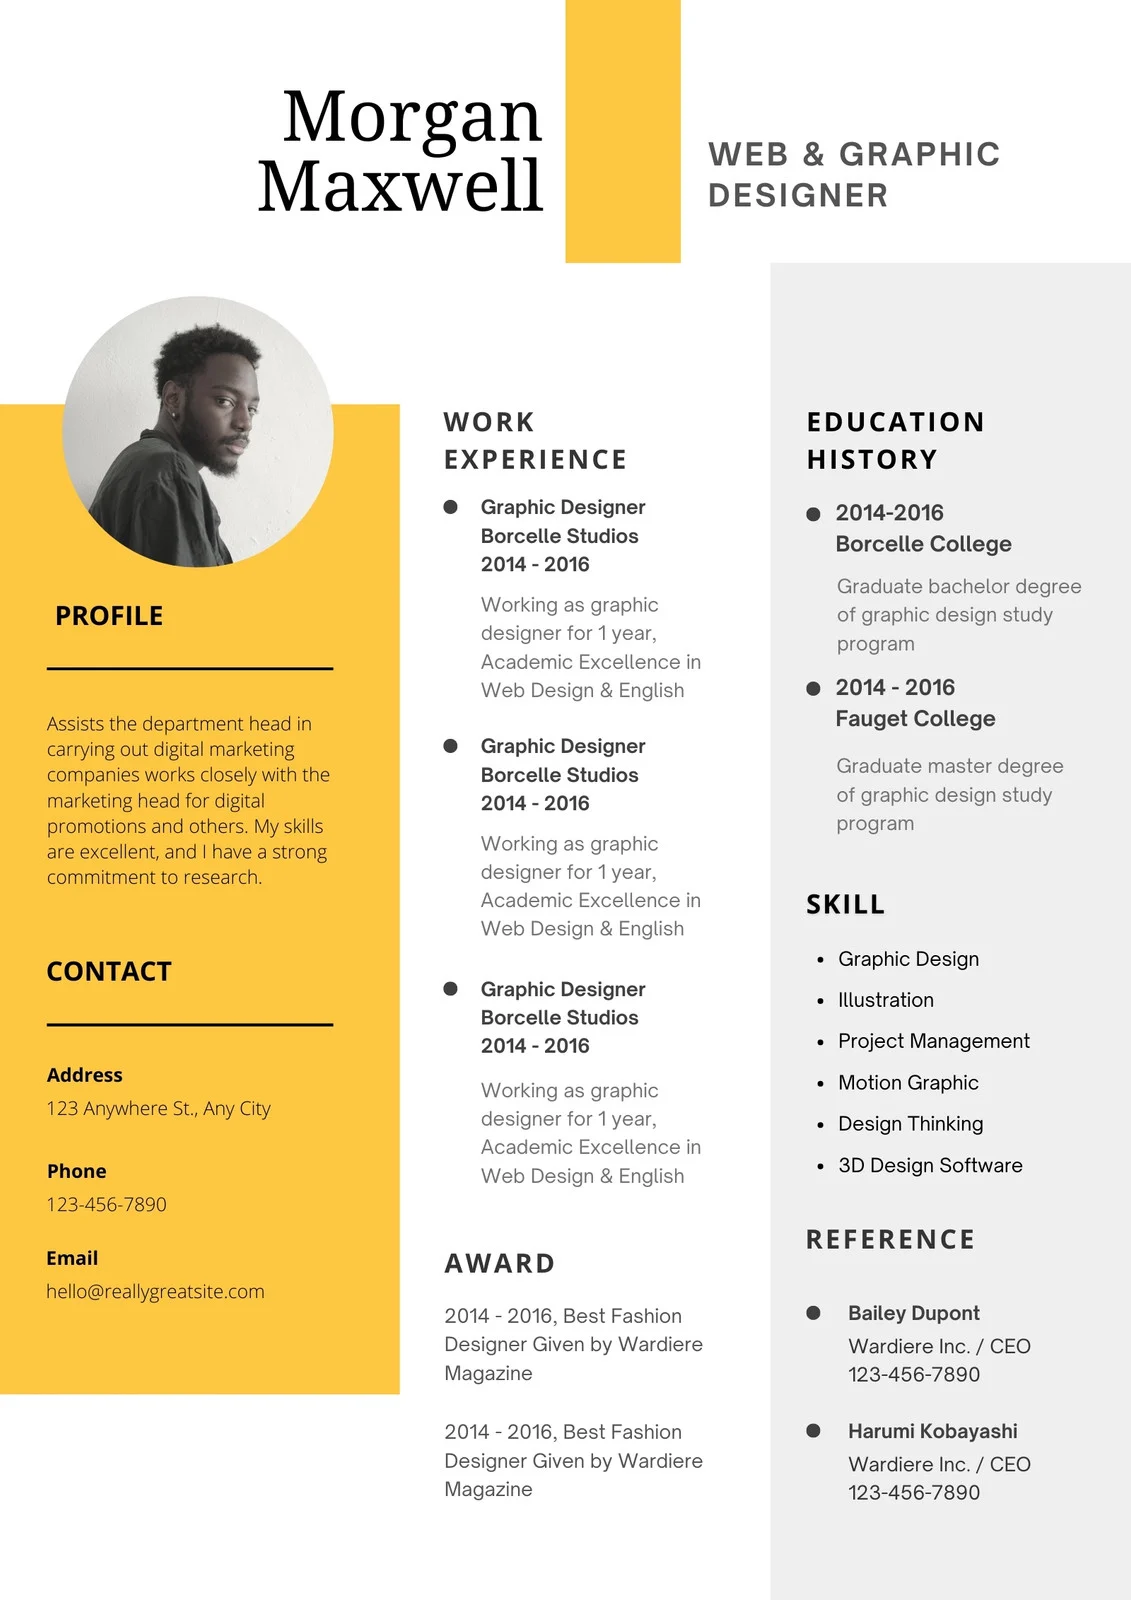 Morgan
Maxwell
WEB & GRAPHIC
DESIGNER
PROFILE
Assists the department head in
carrying out digital marketing
companies works closely with the
marketing head for digital
promotions and others. My skills
are excellent, and I have a strong
commitment to research.
CONTACT
Address
123 Anywhere St., Any City
Phone
123-456-7890
Email
hello@reallygreatsite.com
WORK
EXPERIENCE
Graphic Designer
Borcelle Studios
2014 - 2016
Working as graphic
designer for 1 year,
Academic Excellence in
Web Design & English
Graphic Designer
Borcelle Studios
2014 - 2016
Working as graphic
designer for 1 year,
Academic Excellence in
Web Design & English
Graphic Designer
Borcelle Studios
2014 - 2016
Working as graphic
designer for 1 year,
Academic Excellence in
Web Design & English
AWARD
2014 - 2016, Best Fashion
Designer Given by Wardiere
Magazine
2014 - 2016, Best Fashion
Designer Given by Wardiere
Magazine
EDUCATION
HISTORY
2014-2016
Borcelle College
Graduate bachelor degree
of graphic design study
program
2014 - 2016
Fauget College
Graduate master degree
of graphic design study
program
SKILL
Graphic Design
Illustration
Project Management
Motion Graphic
Design Thinking
3D Design Software
REFERENCE
Bailey Dupont
Wardiere Inc. / CEO
123-456-7890
Harumi Kobayashi
Wardiere Inc. / CEO
123-456-7890